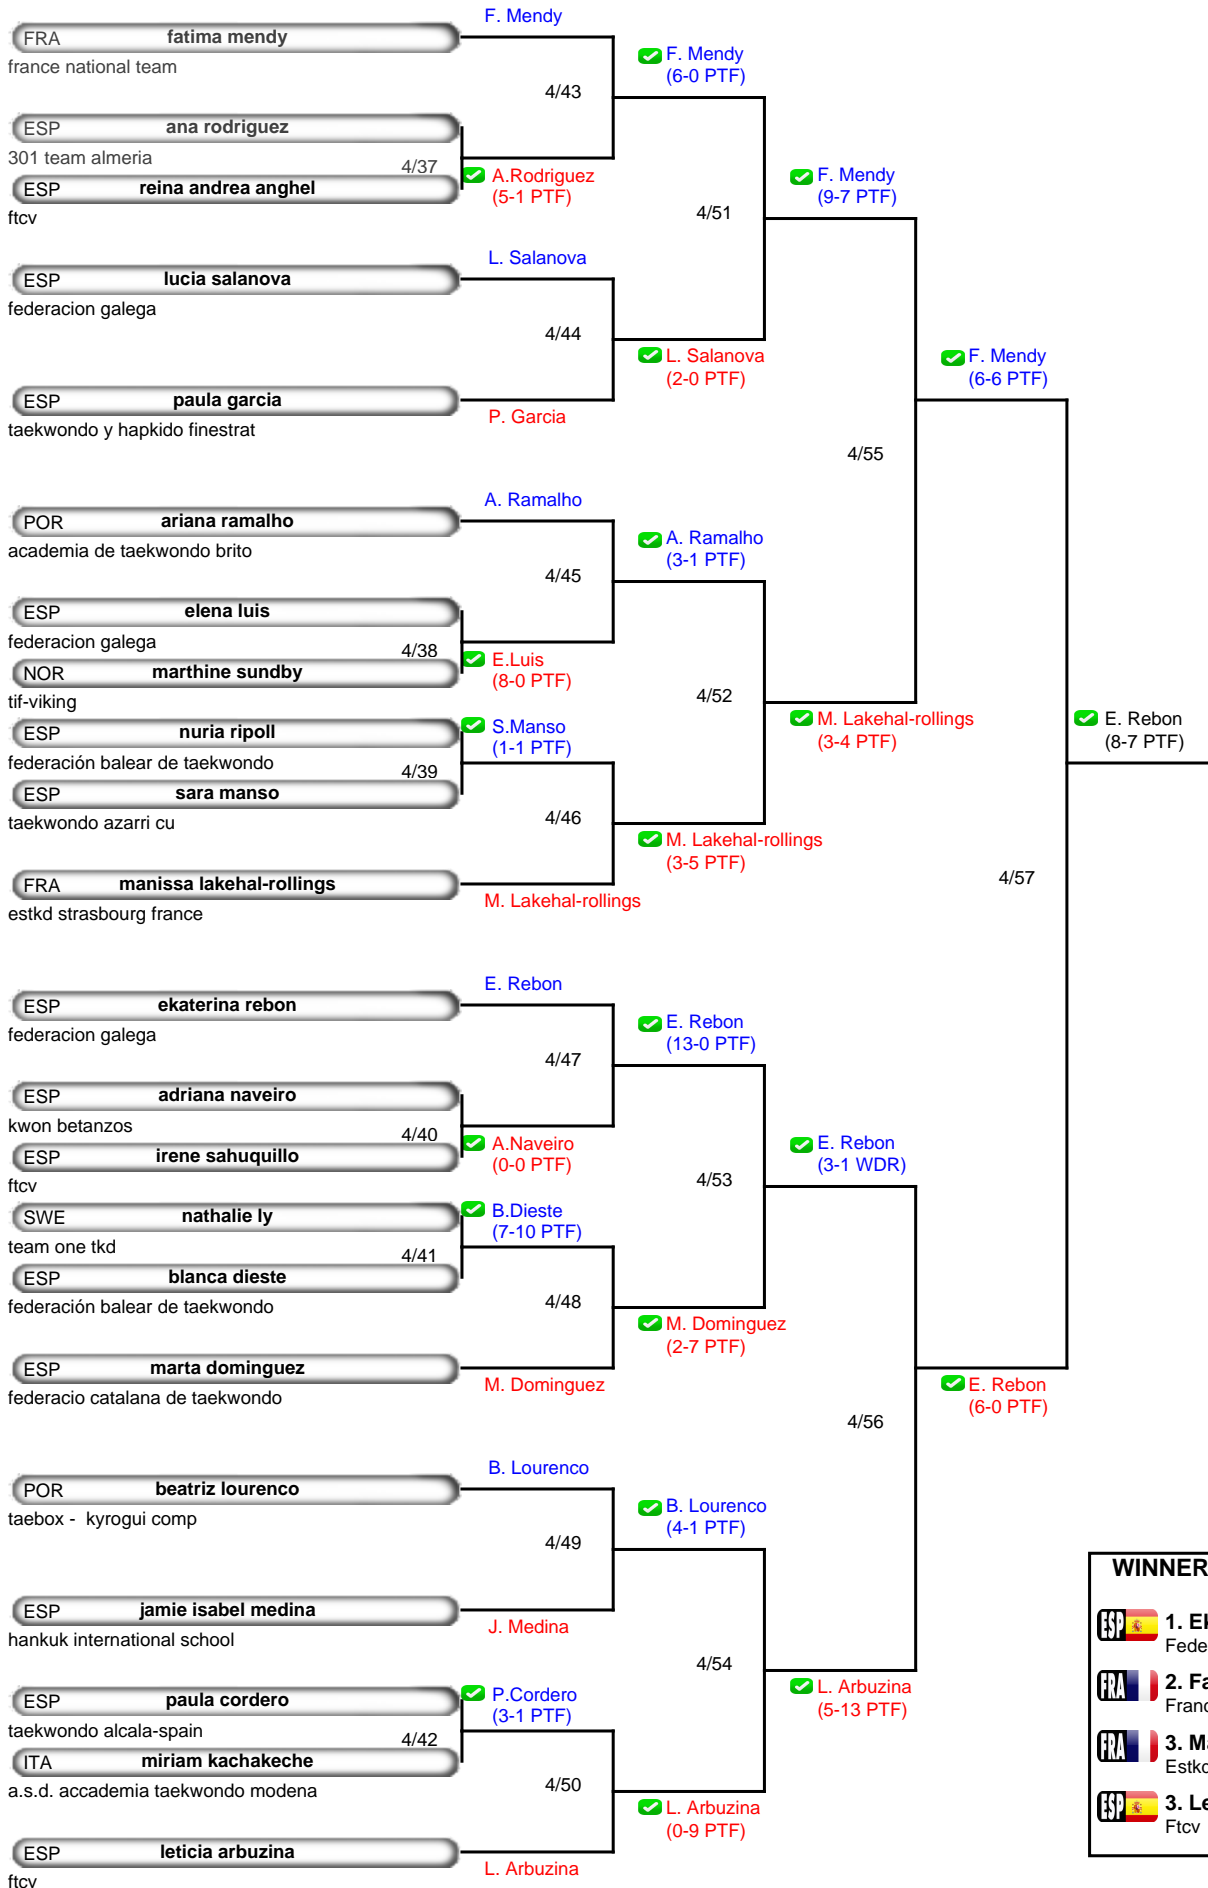 F. Mendy
FRA fatima mendy
france national team
F. Mendy
(6-0 PTF)
4/43
ESP ana rodriguez
301 team almeria
4/37
A.Rodriguez
(5-1 PTF)
ESP reina andrea anghel
ftcv
F. Mendy
(9-7 PTF)
4/51
L. Salanova
ESP lucia salanova
federacion galega
4/44
L. Salanova
(2-0 PTF)
F. Mendy
(6-6 PTF)
ESP paula garcia
taekwondo y hapkido finestrat
P. Garcia
4/55
A. Ramalho
POR ariana ramalho
academia de taekwondo brito
A. Ramalho
(3-1 PTF)
4/45
ESP elena luis
federacion galega
4/38
E.Luis
(8-0 PTF)
NOR marthine sundby
tif-viking
4/52
M. Lakehal-rollings
(3-4 PTF)
E. Rebon
(8-7 PTF)
ESP nuria ripoll
federación balear de taekwondo
S.Manso
(1-1 PTF)
4/39
ESP sara manso
taekwondo azarri cu
4/46
M. Lakehal-rollings
(3-5 PTF)
FRA manissa lakehal-rollings
estkd strasbourg france
M. Lakehal-rollings
4/57
E. Rebon
ESP ekaterina rebon
federacion galega
E. Rebon
(13-0 PTF)
4/47
ESP adriana naveiro
kwon betanzos
4/40
A.Naveiro
(0-0 PTF)
ESP irene sahuquillo
ftcv
E. Rebon
(3-1 WDR)
4/53
SWE nathalie ly
team one tkd
B.Dieste
(7-10 PTF)
4/41
ESP blanca dieste
federación balear de taekwondo
4/48
M. Dominguez
(2-7 PTF)
ESP marta dominguez
federacio catalana de taekwondo
M. Dominguez
E. Rebon
(6-0 PTF)
4/56
B. Lourenco
POR beatriz lourenco
taebox -  kyrogui comp
B. Lourenco
(4-1 PTF)
4/49
ESP jamie isabel medina
hankuk international school
J. Medina
4/54
L. Arbuzina
(5-13 PTF)
ESP paula cordero
taekwondo alcala-spain
P.Cordero
(3-1 PTF)
4/42
ITA miriam kachakeche
a.s.d. accademia taekwondo modena
4/50
L. Arbuzina
(0-9 PTF)
ESP leticia arbuzina
ftcv
L. Arbuzina
WINNER
ESP 1. Ek
Fede
FRA 2. Fa
Franc
FRA 3. Ma
Estkd
ESP 3. Le
Ftcv